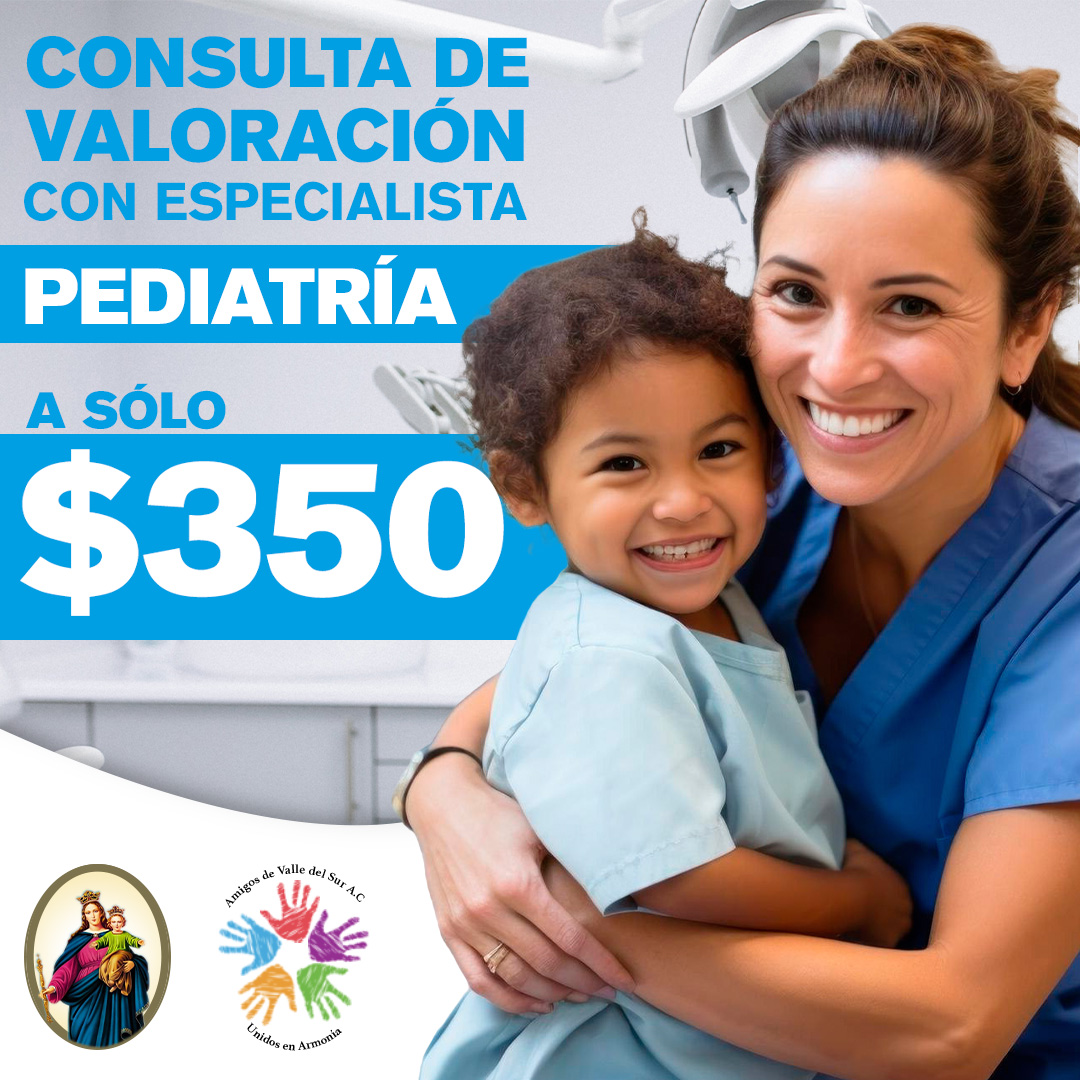 CONSULTA DE
VALORACIÓN
CON ESPECIALISTA
PEDIATRÍA
A SÓLO
$350
Amigos de Valle del Sur A.C
Unidos en Armonía